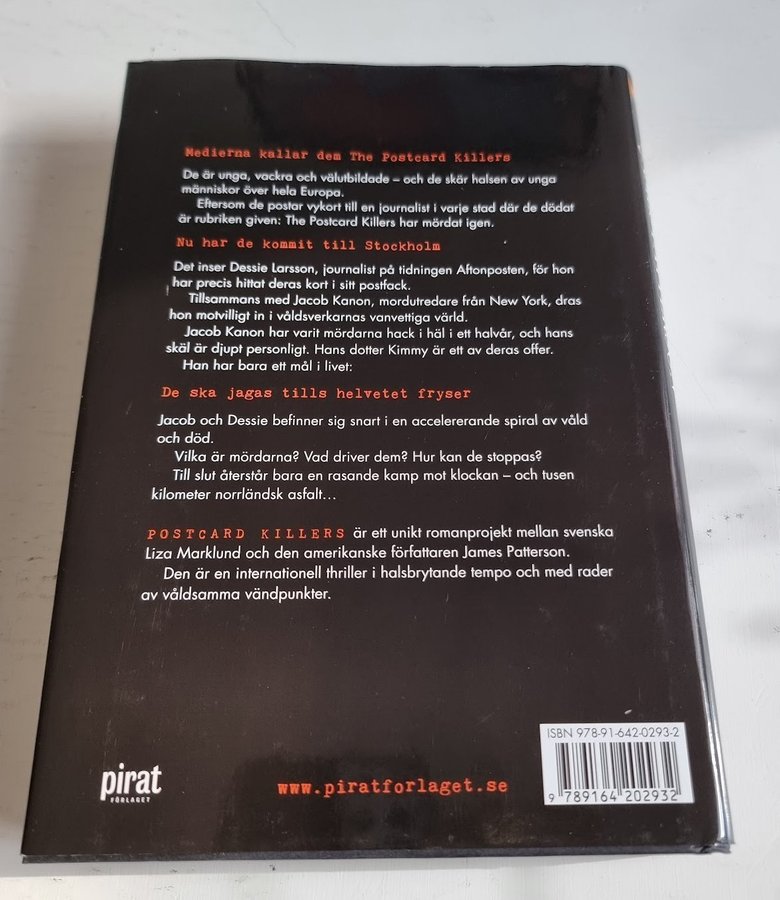 Medierna kallar dem The Postcard Killers
De är unga, vackra och välutbildade – och de skär halsen av unga
människor över hela Europa.
Eftersom de postar vykort till en journalist i varje stad där de dödat
är rubriken given: The Postcard Killers har mördat igen.
Nu har de kommit till Stockholm
Det inser Dessie Larsson, journalist på tidningen Aftonposten, för hon
har precis hittat deras kort i sitt postfack.
Tillsammans med Jacob Kanon, mordutredare från New York, dras
hon motvilligt in i våldsverkarnas vanvettiga värld.
Jacob Kanon har varit mördarna hack i häl i ett halvår, och hans
skäl är djupt personligt. Hans dotter Kimmy är ett av deras offer.
Han har bara ett mål i livet:
De ska jagas tills helvetet fryser
Jacob och Dessie befinner sig snart i en accelererande spiral av våld
och död.
Vilka är mördarna? Vad driver dem? Hur kan de stoppas?
Till slut återstår bara en rasande kamp mot klockan – och tusen
kilometer norrländsk asfalt...
POSTCARD KILLERS är ett unikt romanprojekt mellan svenska
Liza Marklund och den amerikanske författaren James Patterson.
Den är en internationell thriller i halsbrytande tempo och med rader
av våldsamma vändpunkter.
ISBN 978-91-642-0293-2
9 789164 202932
pirat
FÖRLAGET
www.piratforlaget.se